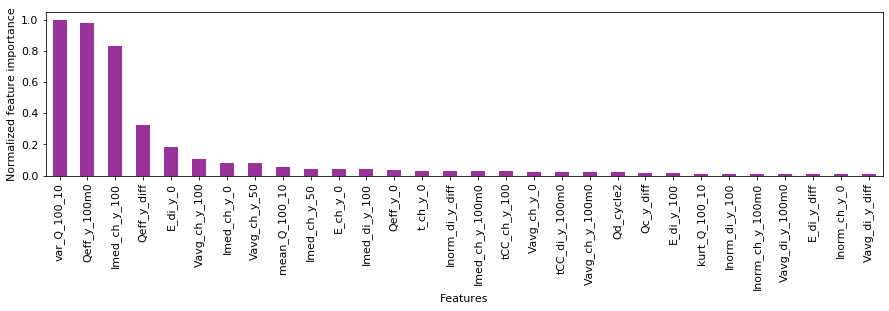 Normalized feature importance
1.0
0.8
0.6
0.4
0.2
0.0
var_Q_100_10
Qeff_y_100m0
Imed_ch_y_100
Qeff_y_diff
E_di_y_0
Vavg_ch_y_100
Imed_ch_y_0
Vavg_ch_y_50
mean_Q_100_10
Imed_ch_y_50
E_ch_y_0
Imed_di_y_100
Qeff_y_0
t_ch_y_0
Inorm_di_y_diff
Imed_ch_y_100m0
tCC_ch_y_100
Vavg_ch_y_0
tCC_di_y_100m0
Vavg_ch_y_100m0
Qd_cycle2
Qc_y_diff
E_di_y_100
kurt_Q_100_10
Inorm_di_y_100
Inorm_ch_y_100m0
Vavg_di_y_100m0
E_di_y_diff
Inorm_ch_y_0
Vavg_di_y_diff
Features